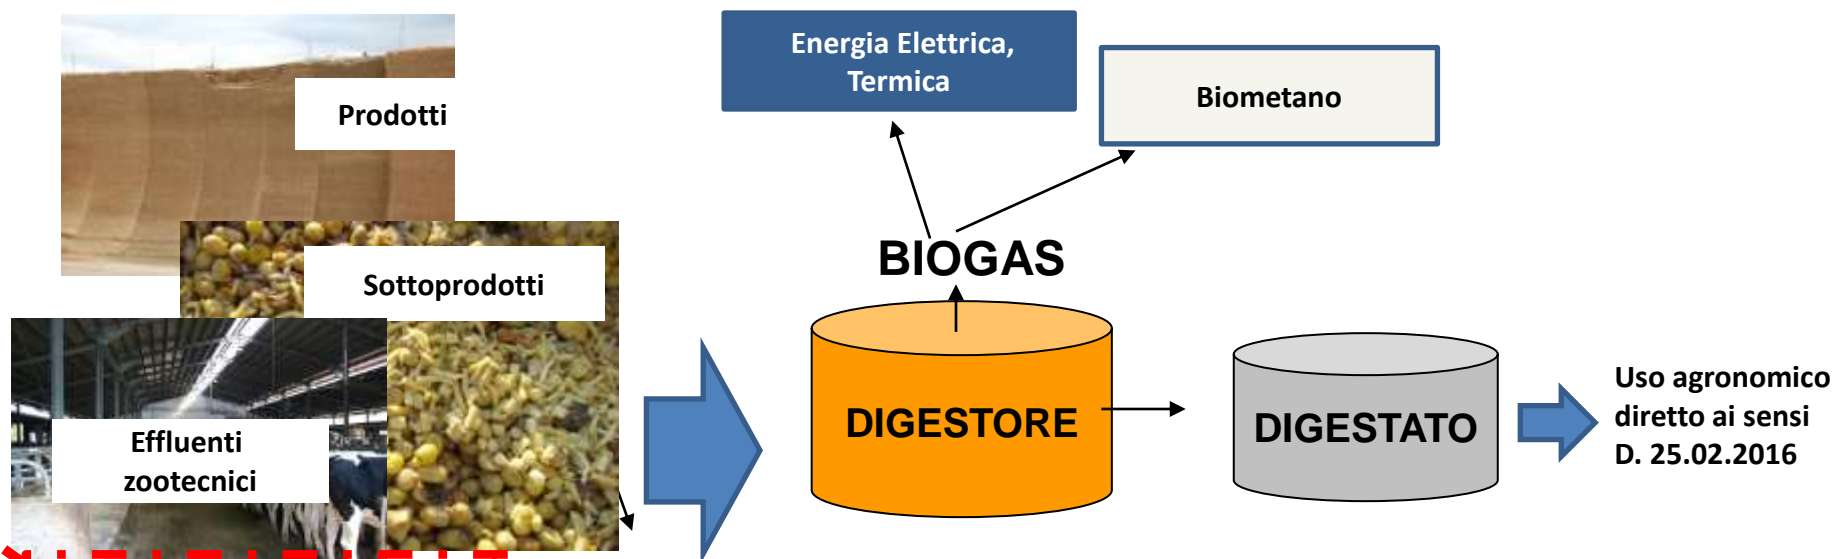 Energia Elettrica,
Termica
Biometano
Prodotti
BIOGAS
Sottoprodotti
DIGESTORE
DIGESTATO
Uso agronomico
diretto ai sensi
D. 25.02.2016
Effluenti
zootecnici